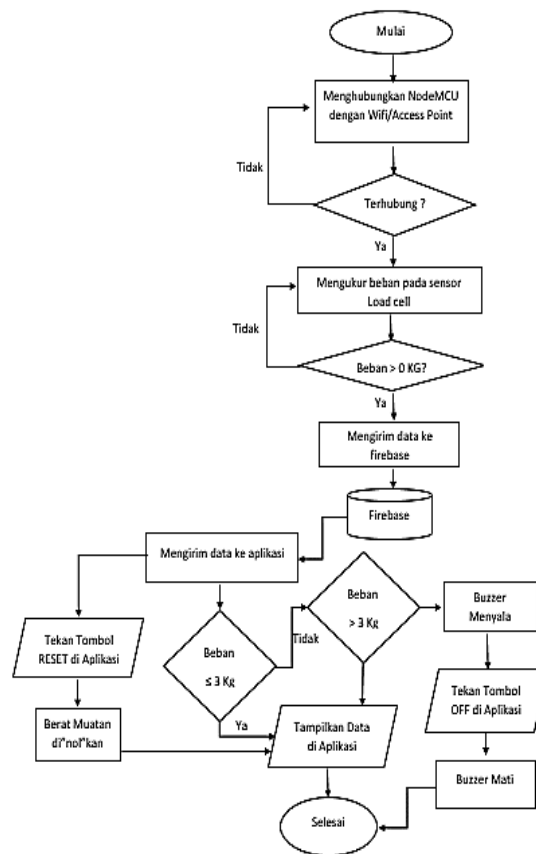 Mulai
Menghubungkan NodeMCU
dengan Wifi/Access Point
Tidak
Terhubung ?
Ya
Mengukur beban pada sensor
Load cell
Tidak
Beban > 0 KG?
Ya
Mengirim data ke
firebase
Firebase
Mengirim data ke aplikasi
Beban
> 3 Kg
Buzzer
Menyala
Tekan Tombol
RESET di Aplikasi
Beban
≤ 3 Kg
Tidak
Tekan Tombol
OFF di Aplikasi
Ya
Berat Muatan
di"nol"kan
Tampilkan Data
di Aplikasi
Buzzer Mati
Selesai